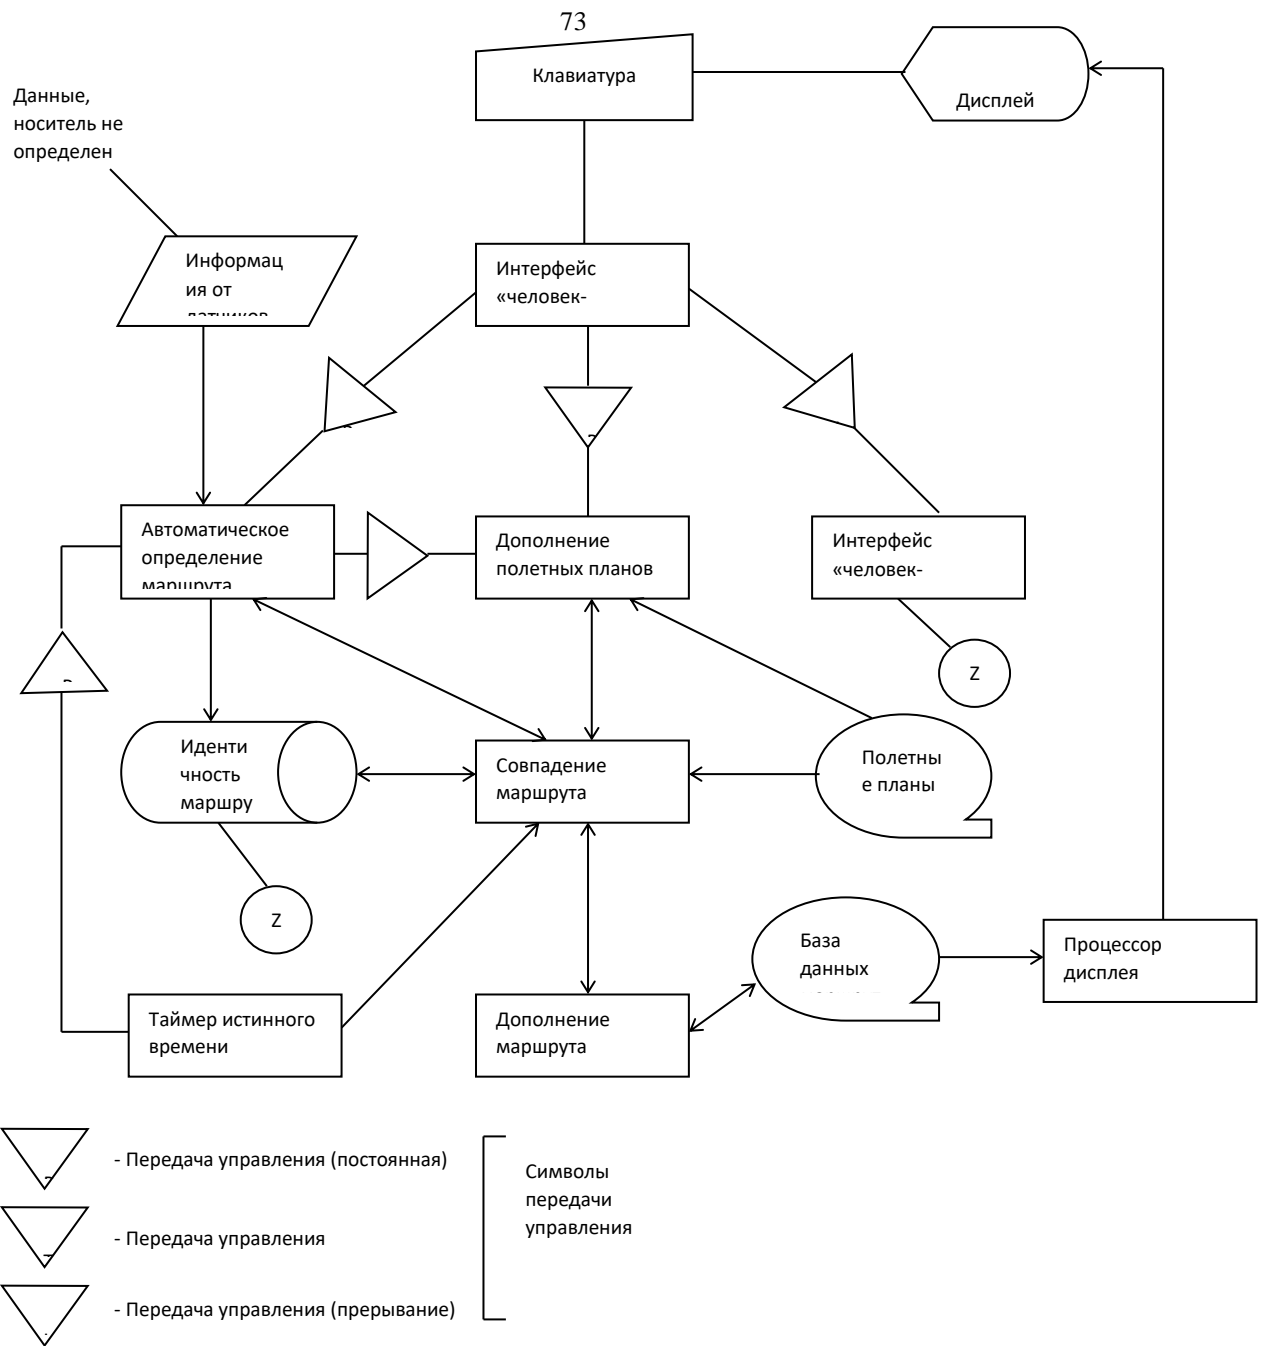 73
Клавиатура
Дисплей
Данные,
носитель не
определен
Информац
ия от
датчиков
Интерфейс
«человек-
Автоматическое
определение
маршрута
Дополнение
полетных планов
Интерфейс
«человек-
Z
Иденти
чность
маршру
Совпадение
маршрута
Полетны
е планы
Z
База
данных
Процессор
дисплея
Таймер истинного
времени
Дополнение
маршрута
- Передача управления (постоянная)
- Передача управления
- Передача управления (прерывание)
Символы
передачи
управления